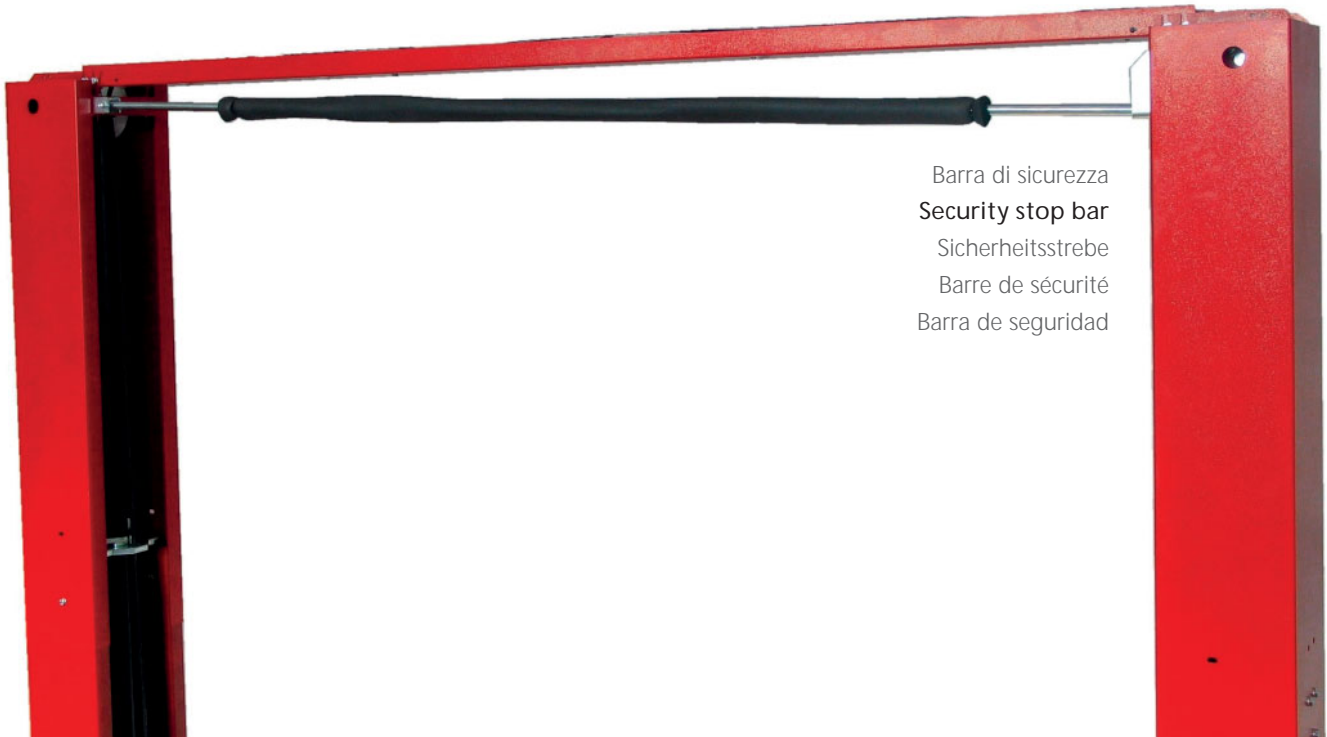 Barra di sicurezza
Security stop bar
Sicherheitsstrebe
Barre de sécurité
Barra de seguridad